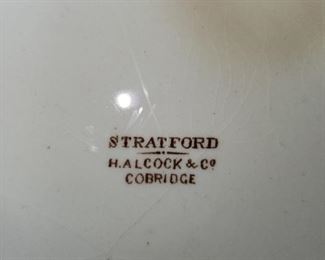 STRATFORD
H. ALCOCK & Cº
COBRIDGE